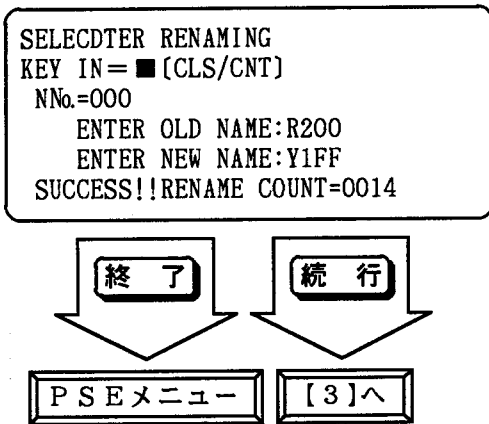 SELECDTER RENAMING
KEY IN=■[CLS/CNT]
NNo.=000
ENTER OLD NAME:R200
ENTER NEW NAME:Y1FF
SUCCESS!!RENAME COUNT=0014
終 了 続 行
PSEメニュー 【3】へ